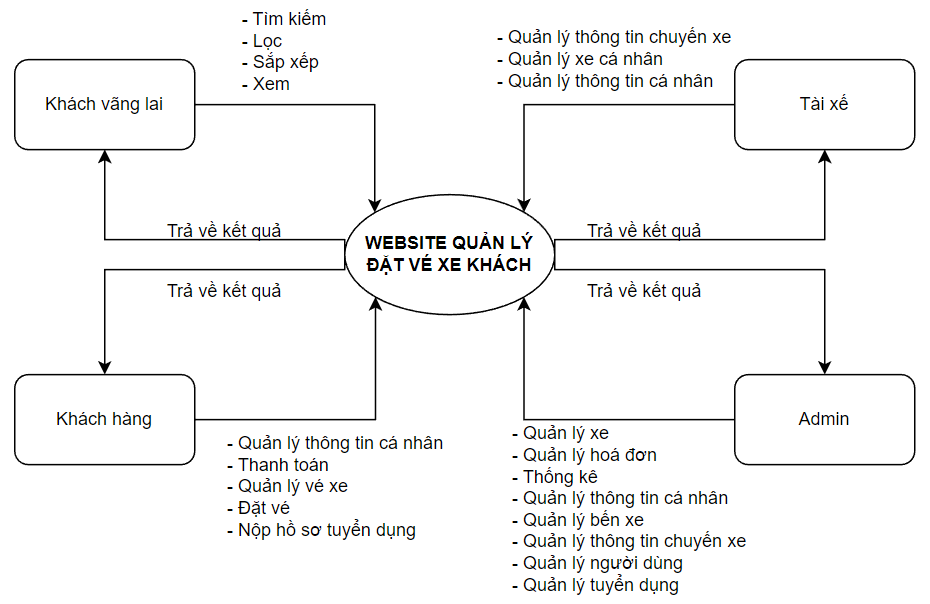 - Tìm kiếm
- Lọc
- Sắp xếp
- Xem
- Quản lý thông tin chuyến xe
- Quản lý xe cá nhân
- Quản lý thông tin cá nhân
Khách vãng lai
Tài xế
Trả về kết quả
Trả về kết quả
WEBSITE QUẢN LÝ
ĐẶT VÉ XE KHÁCH
Trả về kết quả
Trả về kết quả
Khách hàng
Admin
- Quản lý thông tin cá nhân
- Thanh toán
- Quản lý vé xe
- Đặt vé
- Nộp hồ sơ tuyển dụng
- Quản lý xe
- Quản lý hoá đơn
- Thống kê
- Quản lý thông tin cá nhân
- Quản lý bến xe
- Quản lý thông tin chuyến xe
- Quản lý người dùng
- Quản lý tuyển dụng